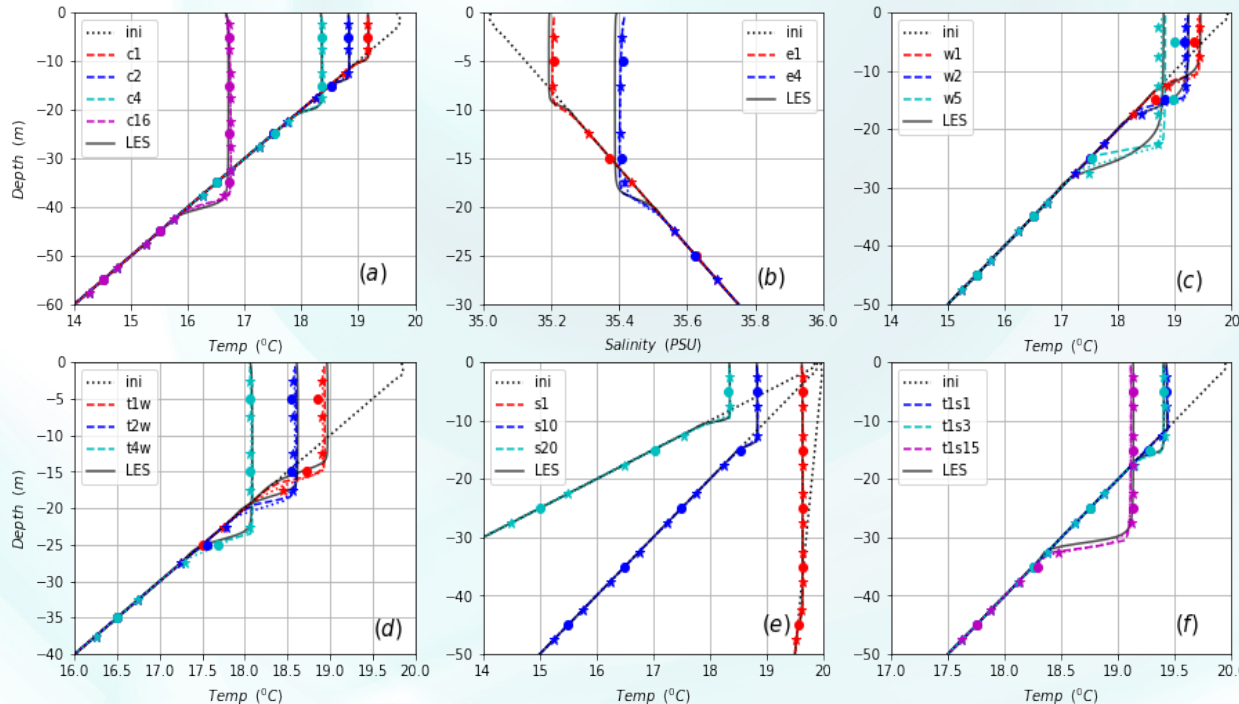 0
−10
−20
−30
−40
−50
−60
Depth (m)
14 15 16 17 18 19 20
Temp (⁰C)
ini
c1
c2
c4
c16
LES
(a)
0
−5
−10
−15
−20
−25
−30
35.0 35.2 35.4 35.6 35.8 36.0
Salinity (PSU)
ini
e1
e4
LES
(b)
0
−10
−20
−30
−40
−50
14 15 16 17 18 19 20
Temp (⁰C)
ini
w1
w2
w5
LES
(c)
0
−5
−10
−15
−20
−25
−30
−35
−40
Depth (m)
16.0 16.5 17.0 17.5 18.0 18.5 19.0 19.5 20.0
Temp (⁰C)
ini
t1w
t2w
t4w
LES
(d)
0
−10
−20
−30
−40
−50
14 15 16 17 18 19 20
Temp (⁰C)
ini
s1
s10
s20
LES
(e)
0
−10
−20
−30
−40
−50
17.0 17.5 18.0 18.5 19.0 19.5 20.0
Temp (⁰C)
ini
t1s1
t1s3
t1s15
LES
(f)